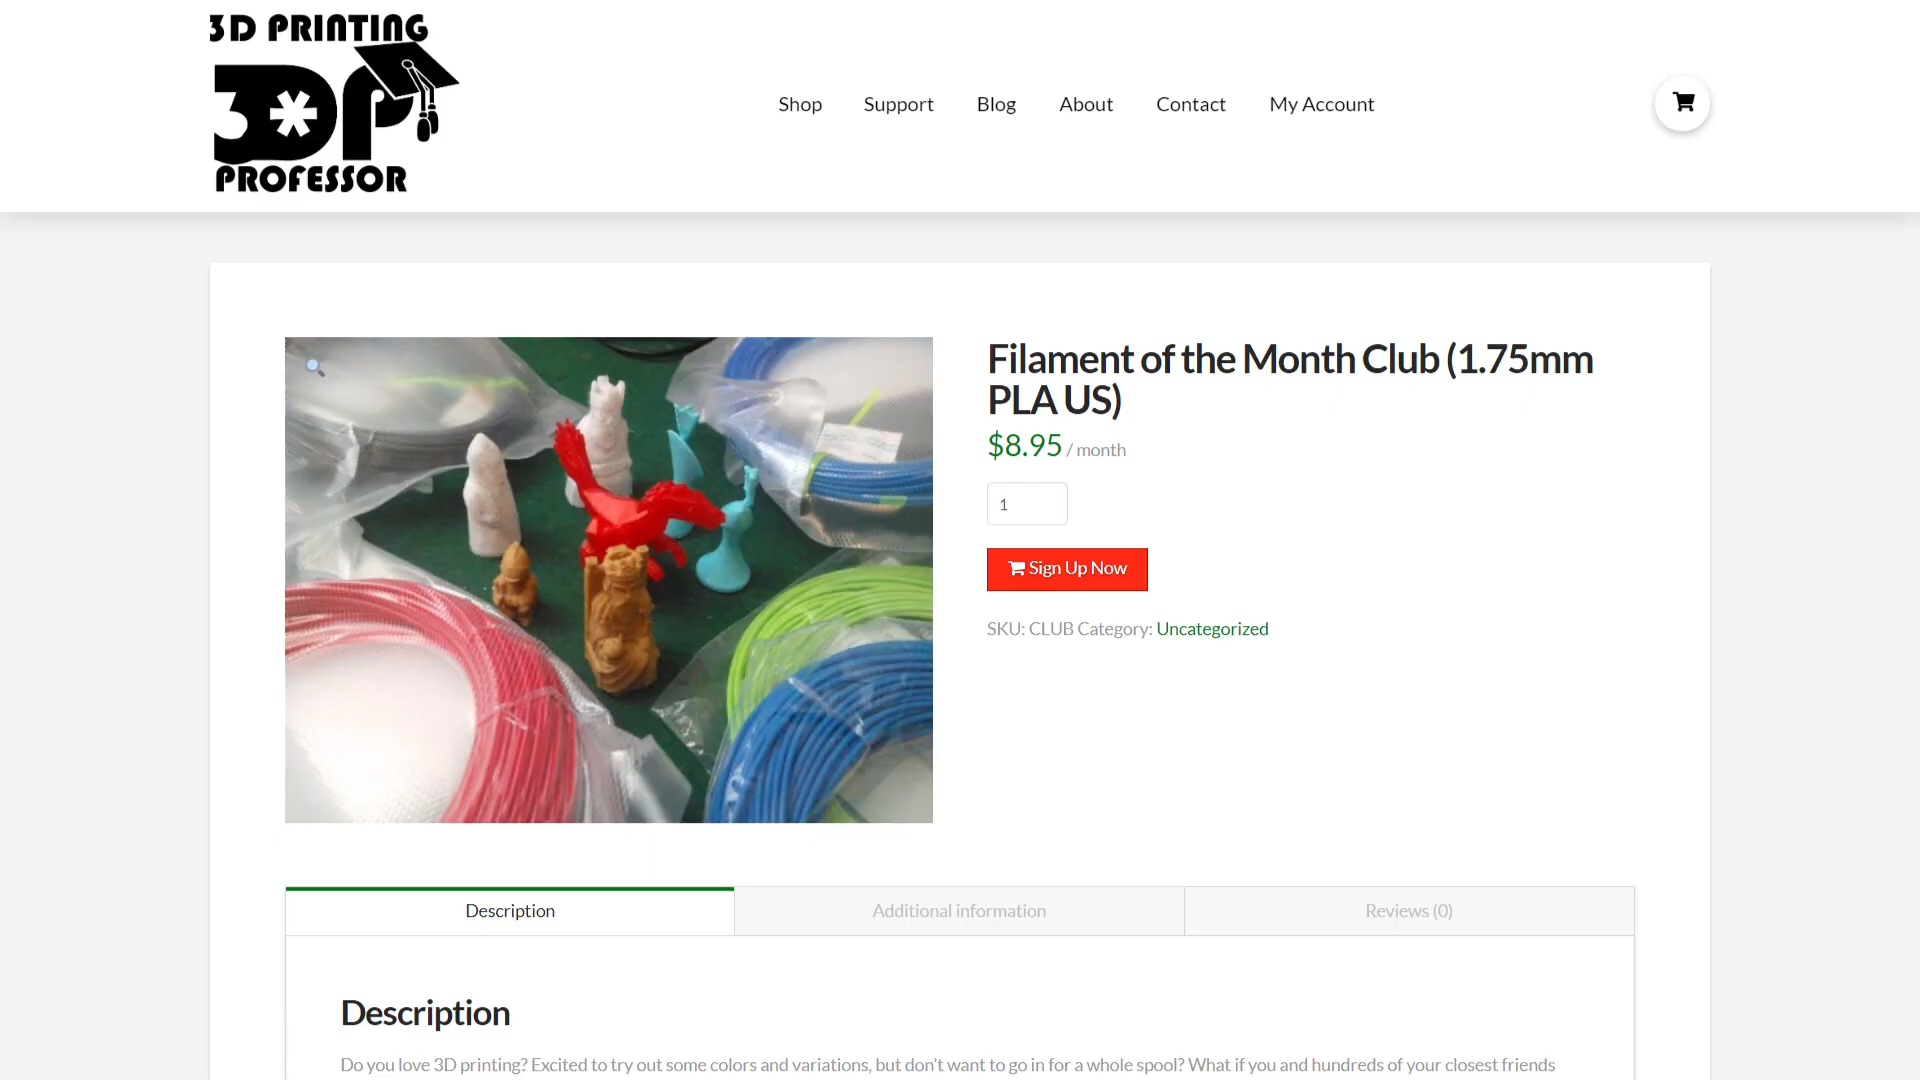 3D PRINTING
3DP
PROFESSOR
Shop Support Blog About Contact My Account
Filament of the Month Club (1.75mm
PLA US)
$8.95 / month
1
Sign Up Now
SKU: CLUB Category: Uncategorized
Description Additional information Reviews (0)
Description
Do you love 3D printing? Excited to try out some colors and variations, but don't want to go in for a whole spool? What if you and hundreds of your closest friends